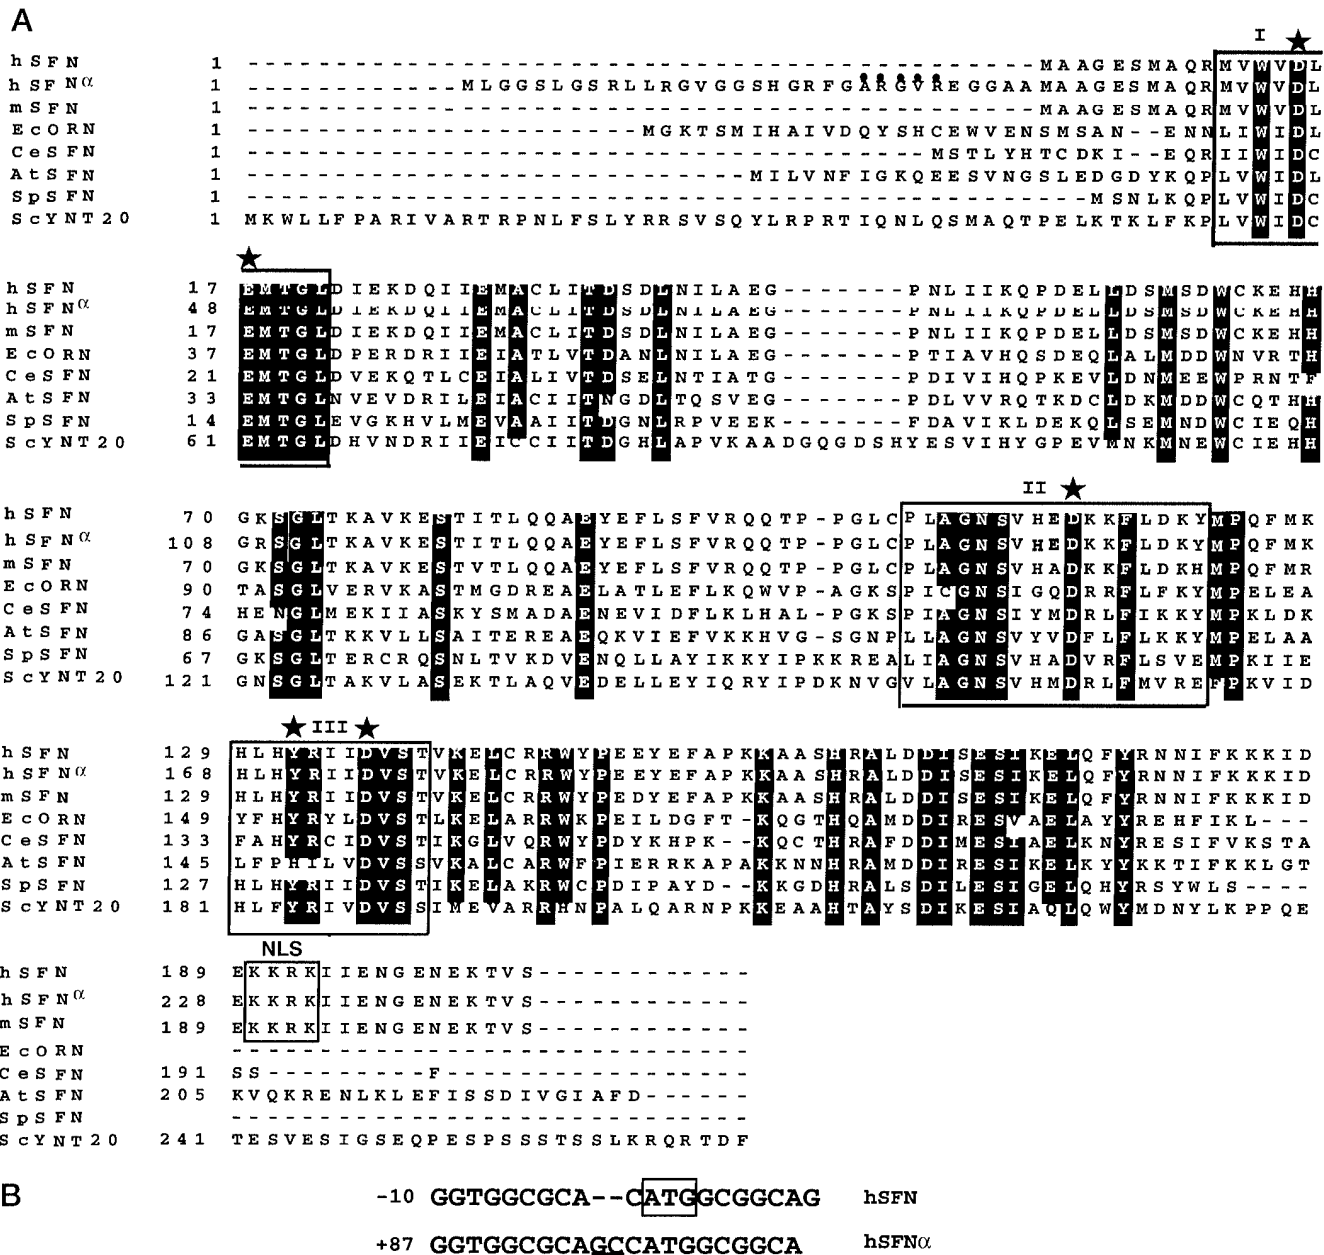 A
I
hSFN 1 --------------------------------------------MAAGESMAQRMVWVDL
hSFNα 1 ------------MLGGSLGSRLLRGVGGSHGRFGARGVREGGAAMAAGESMAQRMVWVDL
mSFN 1 --------------------------------------------MAAGESMAQRMVWVDL
EcORN 1 ----------------------MGKTSMIHAIVDQYSHCEWVENSMSAN--ENNLIWIDL
CeSFN 1 --------------------------------------MSTLYHTCDKI--EQRIIWIDC
AtSFN 1 ----------------------------MILVNFIGKQEESVNGSLEDGDYKQPLVWIDL
SpSFN 1 -----------------------------------------------MSNLKQPLVWIDC
ScYNT20 1 MKWLLFPARIVARTRPNLFSLYRRSVSQYLRPRTIQNLQSMAQTPELKTKLFKPLVWIDC
hSFN 17 EMTGLDIEKDQIIEMACLITDSDLNILAEG-------PNLIIKQPDELLDSMSDWCKEHH
hSFNα 48 EMTGLDIEKDQIIEMACLITDSDLNILAEG-------PNLIIKQPDELLDSMSDWCKEHH
mSFN 17 EMTGLDIEKDQIIEMACLITDSDLNILAEG-------PNLIIKQPDELLDSMSDWCKEHH
EcORN 37 EMTGLDPERDRIIEIATLVTDANLNILAEG-------PTIAVHQSDEQLALMDDWNVRTH
CeSFN 21 EMTGLDVEKQTLCEIALIVTDSELNTIATG-------PDIVIHQPKEVLDNMEEWPRNTF
AtSFN 33 EMTGLNVEVDRILEIACIITNGDLTQSVEG-------PDLVVRQTKDCLDKMDDWCQTHH
SpSFN 14 EMTGLEVGKHVLMEVAAIITDGNLRPVEEK-------FDAVIKLDEKQLSEMNDWCIEQH
ScYNT20 61 EMTGLDHVNDRIIEICCIITDGHLAPVKAADGQGDSHYESVIHYGPEVMNKMNEWCIEHH
II
hSFN 70 GKSGLTKAVKESTITLQQAEYEFLSFVRQQTP-PGLCPLAGNSVHEDKKFLDKYMPQFMK
hSFNα 108 GRSGLTKAVKESTITLQQAEYEFLSFVRQQTP-PGLCPLAGNSVHEDKKFLDKYMPQFMK
mSFN 70 GKSGLTKAVKESTVTLQQAEYEFLSFVRQQTP-PGLCPLAGNSVHADKKFLDKHMPQFMR
EcORN 90 TASGLVERVKASTMGDREAELATLEFLKQWVP-AGKSPICGNSIGQDRRFLFKYMPELEA
CeSFN 74 HENGLMEKIIASKYSMADAENEVIDFLKLHAL-PGKSPIAGNSIYMDRLFIKKYMPKLDK
AtSFN 86 GASGLTKKVLLSAITEREAEQKVIEFVKKHVG-SGNPLLAGNSVYVDFLFLKKYMPELAA
SpSFN 67 GKSGLTERCRQSNLTVKDVENQLLAYIKKYIPKKREALIAGNSVHADVRFLSVEMPKIIE
ScYNT20 121 GNSGLTAKVLASEKTLAQVEDELLEYIQRYIPDKNVGVLAGNSVHMDRLFMVREFPKVID
III
hSFN 129 HLHYRIIDVSTVKELCRRWYPEEYEFAPKKAASHRALDDISESIKELQFYRNNIFKKKID
hSFNα 168 HLHYRIIDVSTVKELCRRWYPEEYEFAPKKAASHRALDDISESIKELQFYRNNIFKKKID
mSFN 129 HLHYRIIDVSTVKELCRRWYPEDYEFAPKKAASHRALDDISESIKELQFYRNNIFKKKID
EcORN 149 YFHYRYLDVSTLKELARRWKPEILDGFT-KQGTHQAMDDIRESVAELAYYREHFIKL---
CeSFN 133 FAHYRCIDVSTIKGLVQRWYPDYKHPK--KQCTHRAFDDIMESIAELKNYRESIFVKSTA
AtSFN 145 LFPHILVDVSSVKALCARWFPIERRKAPAKKNNHRAMDDIRESIKELKYYKKTIFKKLGT
SpSFN 127 HLHYRIIDVSTIKELAKRWCPDIPAYD--KKGDHRALSDILESIGELQHYRSYWLS----
ScYNT20 181 HLFYRIVDVSSIMEVARRHNPALQARNPKKEAAHTAYSDIKESIAQLQWYMDNYLKPPQE
NLS
hSFN 189 EKKRKIIENGENEKTVS------------
hSFNα 228 EKKRKIIENGENEKTVS------------
mSFN 189 EKKRKIIENGENEKTVS------------
EcORN -----------------------------
CeSFN 191 SS---------F-----------------
AtSFN 205 KVQKRENLKLEFISSDIVGIAFD------
SpSFN -----------------------------
ScYNT20 241 TESVESIGSEQPESPSSSTSSLKRQRTDF
B
-10 GGTGGCGCA--CATGGCGGCAG hSFN
+87 GGTGGCGCAGCCATGGCGGCA hSFNα